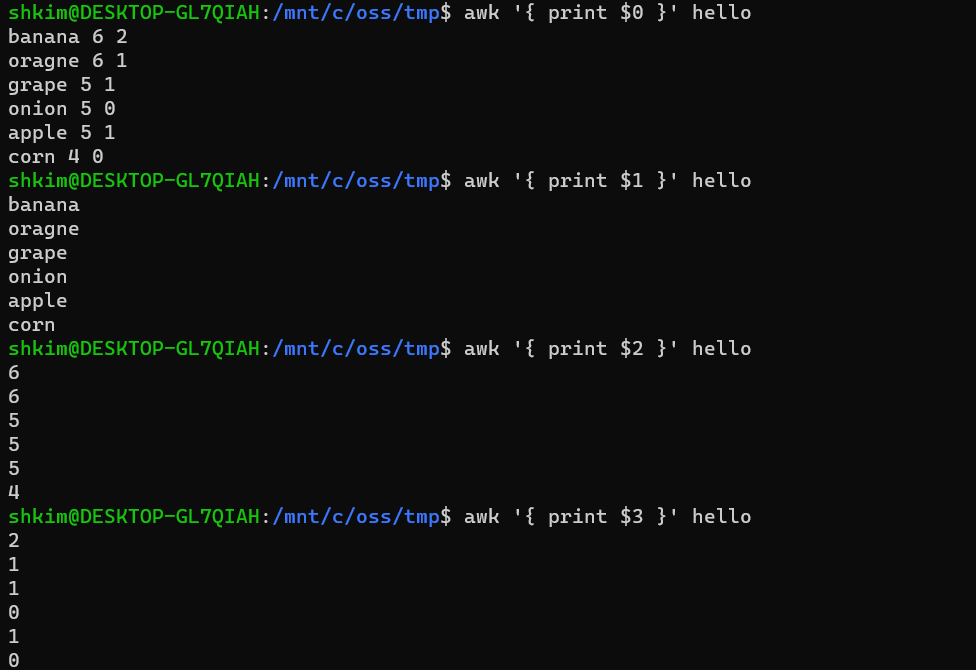 shkim@DESKTOP-GL7QIAH:/mnt/c/oss/tmp$ awk '{ print $0 }' hello
banana 6 2
oragne 6 1
grape 5 1
onion 5 0
apple 5 1
corn 4 0
shkim@DESKTOP-GL7QIAH:/mnt/c/oss/tmp$ awk '{ print $1 }' hello
banana
oragne
grape
onion
apple
corn
shkim@DESKTOP-GL7QIAH:/mnt/c/oss/tmp$ awk '{ print $2 }' hello
6
6
5
5
5
4
shkim@DESKTOP-GL7QIAH:/mnt/c/oss/tmp$ awk '{ print $3 }' hello
2
1
1
0
1
0